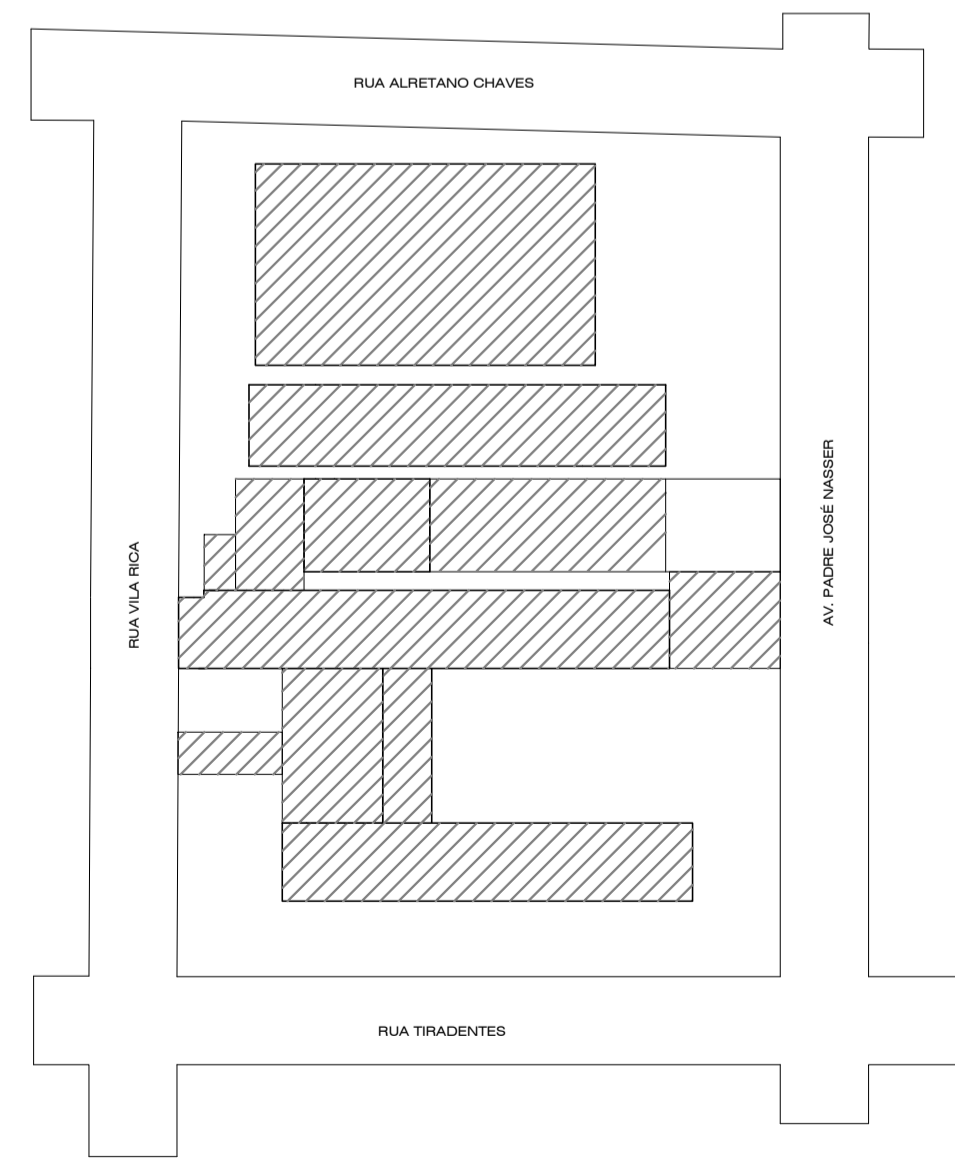 RUA ALRETANO CHAVES
AV. PADRE JOSÉ NASSER
RUA VILA RICA
RUA TIRADENTES